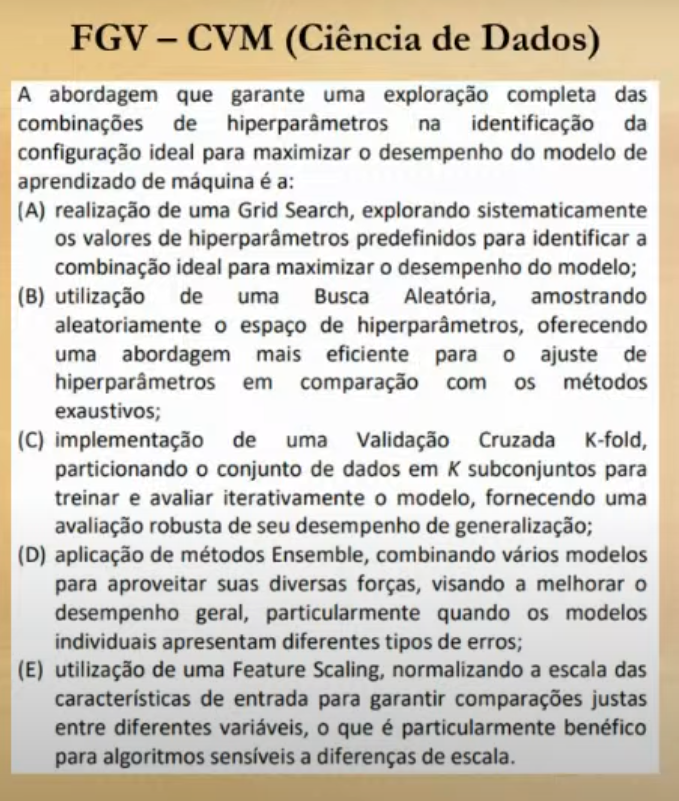 FGV – CVM (Ciência de Dados)
A abordagem que garante uma exploração completa das
combinações de hiperparâmetros na identificação da
configuração ideal para maximizar o desempenho do modelo de
aprendizado de máquina é a:
(A) realização de uma Grid Search, explorando sistematicamente
os valores de hiperparâmetros predefinidos para identificar a
combinação ideal para maximizar o desempenho do modelo;
(B) utilização de uma Busca Aleatória, amostrando
aleatoriamente o espaço de hiperparâmetros, oferecendo
uma abordagem mais eficiente para o ajuste de
hiperparâmetros em comparação com os métodos
exaustivos;
(C) implementação de uma Validação Cruzada K-fold,
particionando o conjunto de dados em K subconjuntos para
treinar e avaliar iterativamente o modelo, fornecendo uma
avaliação robusta de seu desempenho de generalização;
(D) aplicação de métodos Ensemble, combinando vários modelos
para aproveitar suas diversas forças, visando a melhorar o
desempenho geral, particularmente quando os modelos
individuais apresentam diferentes tipos de erros;
(E) utilização de uma Feature Scaling, normalizando a escala das
características de entrada para garantir comparações justas
entre diferentes variáveis, o que é particularmente benéfico
para algoritmos sensíveis a diferenças de escala.